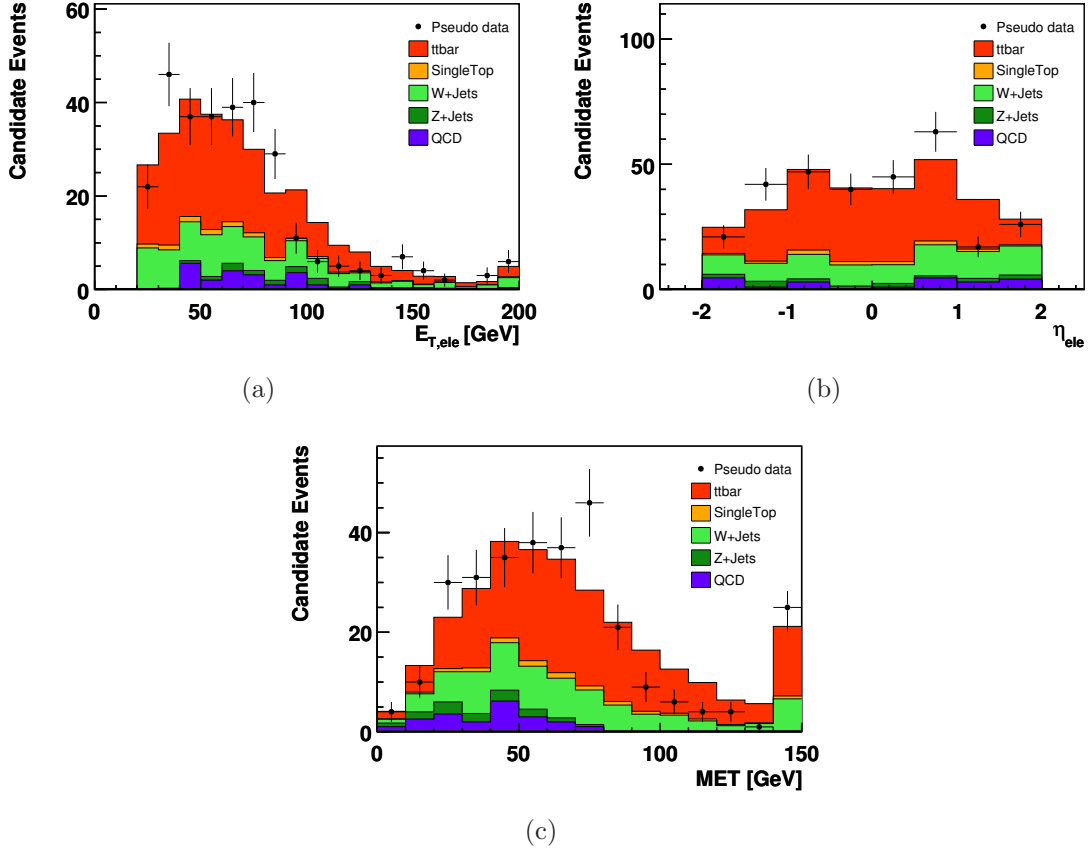 Candidate Events
60
40
20
0
Pseudo data
ttbar
SingleTop
W+Jets
Z+Jets
QCD
0 50 100 150 200
E_T,ele [GeV]
(a)
Candidate Events
100
50
0
Pseudo data
ttbar
SingleTop
W+Jets
Z+Jets
QCD
-2 -1 0 1 2
η_ele
(b)
Candidate Events
40
20
0
Pseudo data
ttbar
SingleTop
W+Jets
Z+Jets
QCD
0 50 100 150
MET [GeV]
(c)